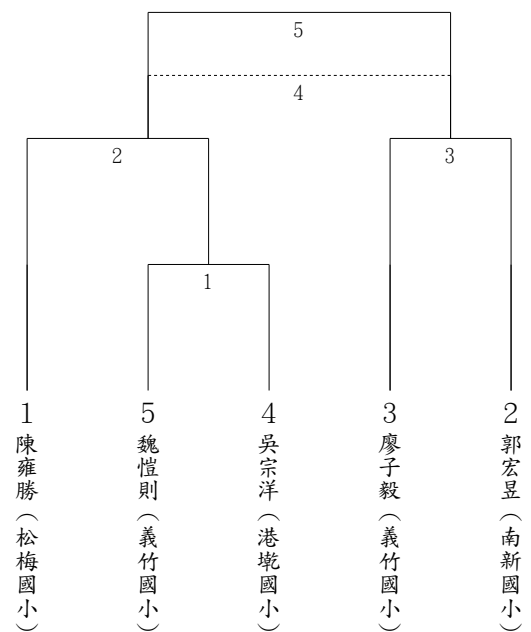 5
4
2
3
1
1 陳雍勝(松梅國小)
5 魏愷則(義竹國小)
4 吳宗洋(港墘國小)
3 廖子毅(義竹國小)
2 郭宏昱(南新國小)